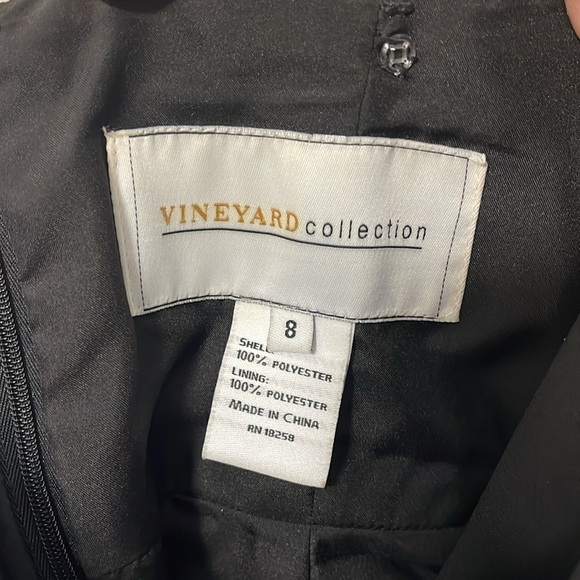 VINEYARD collection
8
SHELL:
100% POLYESTER
LINING:
100% POLYESTER
MADE IN CHINA
RN 18258